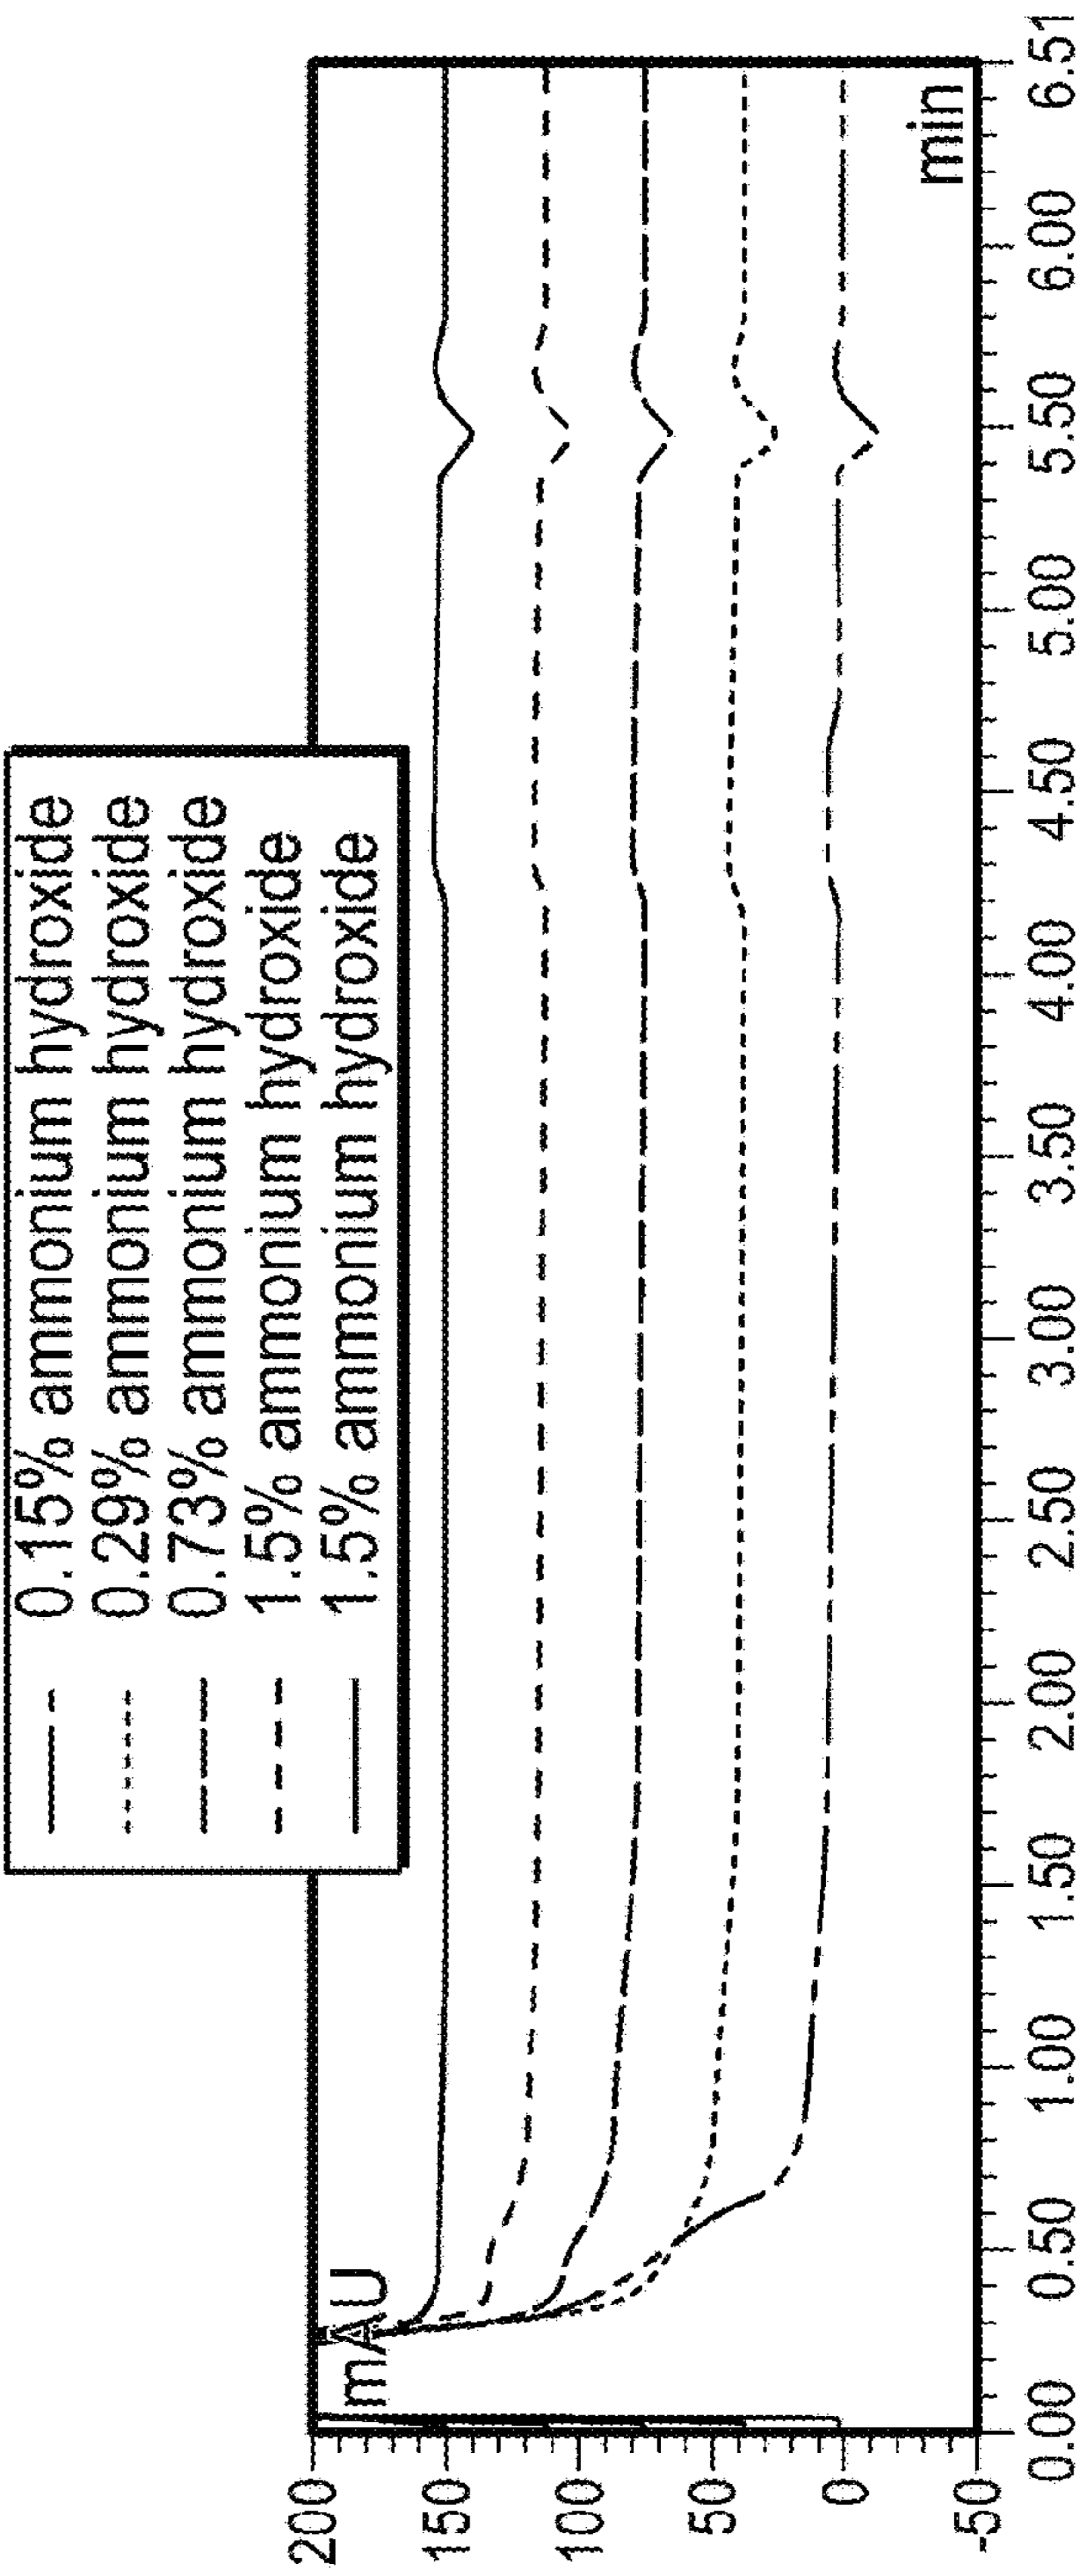 0.15% ammonium hydroxide
0.29% ammonium hydroxide
0.73% ammonium hydroxide
1.5% ammonium hydroxide
1.5% ammonium hydroxide
200
mAU
150
100
50
0
-50
min
0.00 0.50 1.00 1.50 2.00 2.50 3.00 3.50 4.00 4.50 5.00 5.50 6.00 6.51